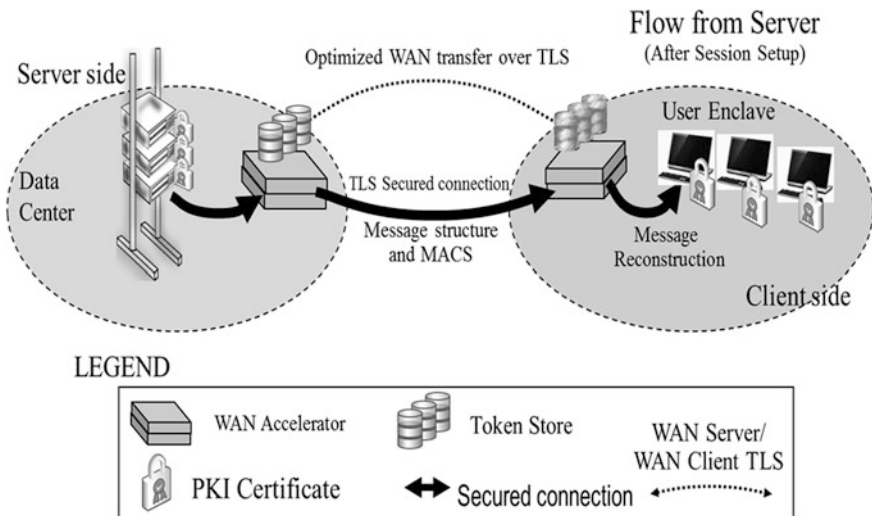 Flow from Server
(After Session Setup)
Server side
Optimized WAN transfer over TLS
User Enclave
Data
Center
TLS Secured connection
Message structure
and MACS
Message
Reconstruction
Client side
LEGEND
WAN Accelerator
Token Store
WAN Server/
WAN Client TLS
PKI Certificate
Secured connection